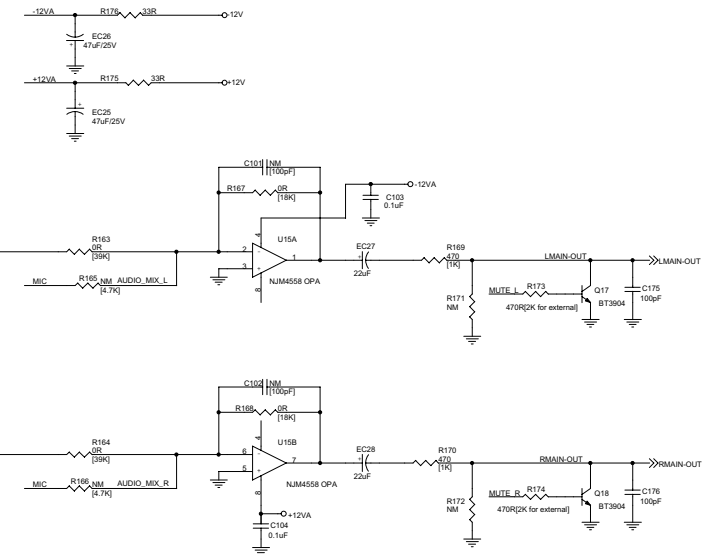 -12VA R176 33R -12V
EC26
47uF/25V
+
+12VA R175 33R +12V
+
EC25
47uF/25V
C101 NM
[100pF]
-12VA
R167 0R
[18K]
C103
0.1uF
4
U15A
R163
0R
[39K]
2 -
1
EC27
+
22uF
R169
470
[1K]
LMAIN-OUT
LMAIN-OUT
3 +
MIC R165 NM AUDIO_MIX_L
[4.7K]
NJM4558 OPA
8
R171
NM
MUTE_L R173
470R[2K for external]
Q17
BT3904
C175
100pF
C102 NM
[100pF]
R168 0R
[18K]
4
U15B
R164
0R
[39K]
6 -
7
EC28
+
22uF
R170
470
[1K]
RMAIN-OUT
RMAIN-OUT
5 +
MIC R166 NM AUDIO_MIX_R
[4.7K]
NJM4558 OPA
8
R172
NM
MUTE_R R174
470R[2K for external]
Q18
BT3904
C176
100pF
+12VA
C104
0.1uF